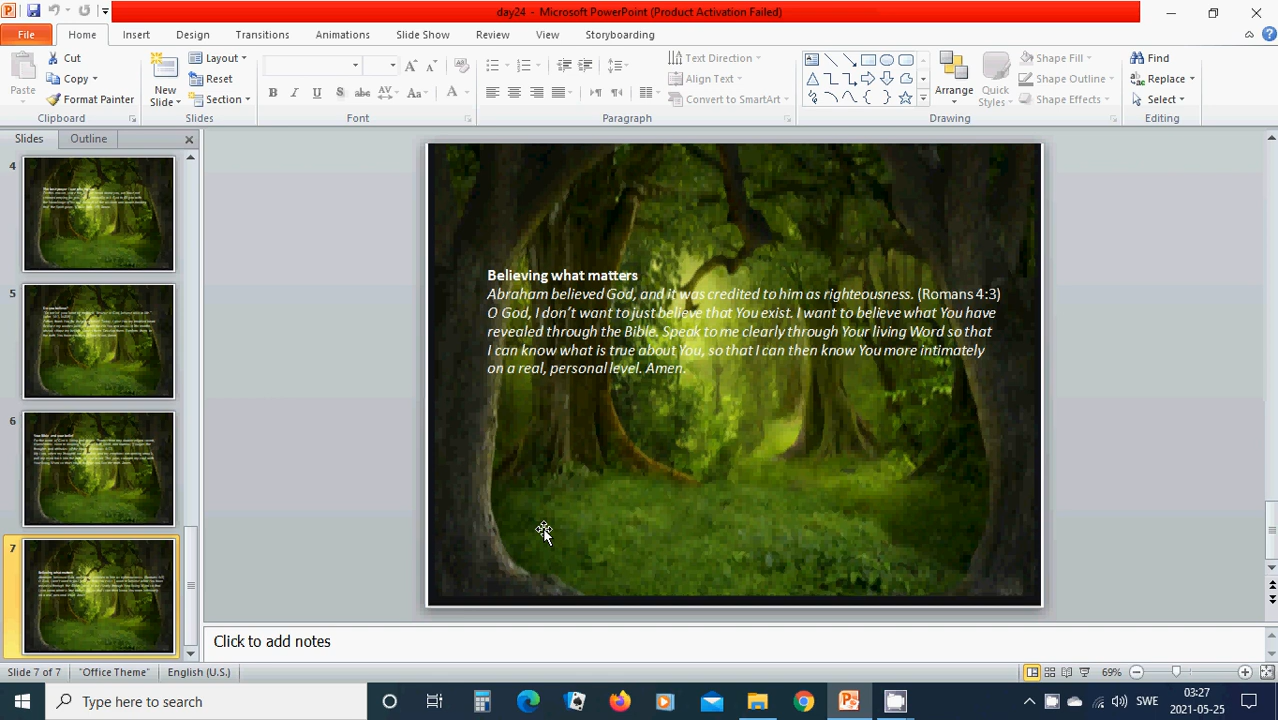 day24 - Microsoft PowerPoint (Product Activation Failed)
File Home Insert Design Transitions Animations Slide Show Review View Storyboarding
Paste
Cut
Copy
Format Painter
Clipboard
New Slide
Layout
Reset
Section
Slides
Font
Text Direction
Align Text
Convert to SmartArt
Paragraph
Arrange
Quick Styles
Shape Fill
Shape Outline
Shape Effects
Drawing
Find
Replace
Select
Editing
Slides Outline
4
5
6
7
Believing what matters
Abraham believed God, and it was credited to him as righteousness. (Romans 4:3)
O God, I don't want to just believe that You exist. I want to believe what You have
revealed through the Bible. Speak to me clearly through Your living Word so that
I can know what is true about You, so that I can then know You more intimately
on a real, personal level. Amen.
Click to add notes
Slide 7 of 7 "Office Theme" English (U.S.) 69%
Type here to search
SWE
03:27
2021-05-25